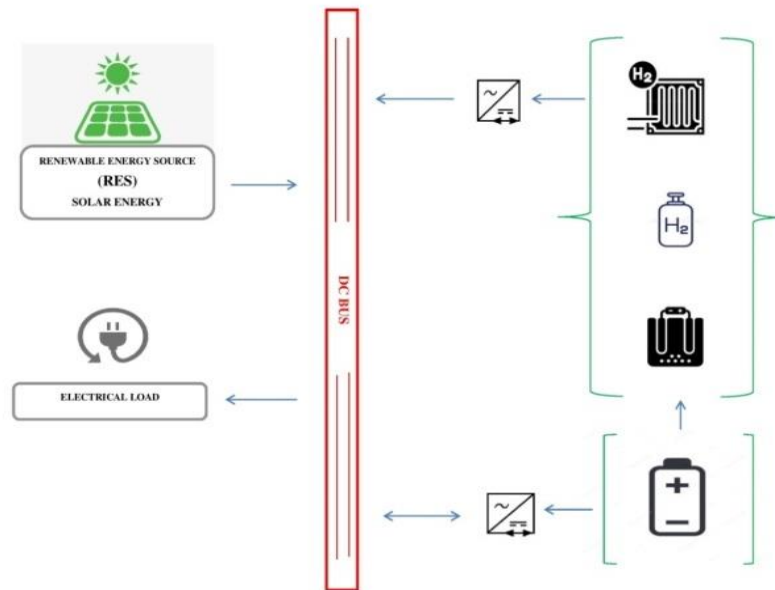 RENEWABLE ENERGY SOURCE
(RES)
SOLAR ENERGY
ELECTRICAL LOAD
DC BUS
H2
H2